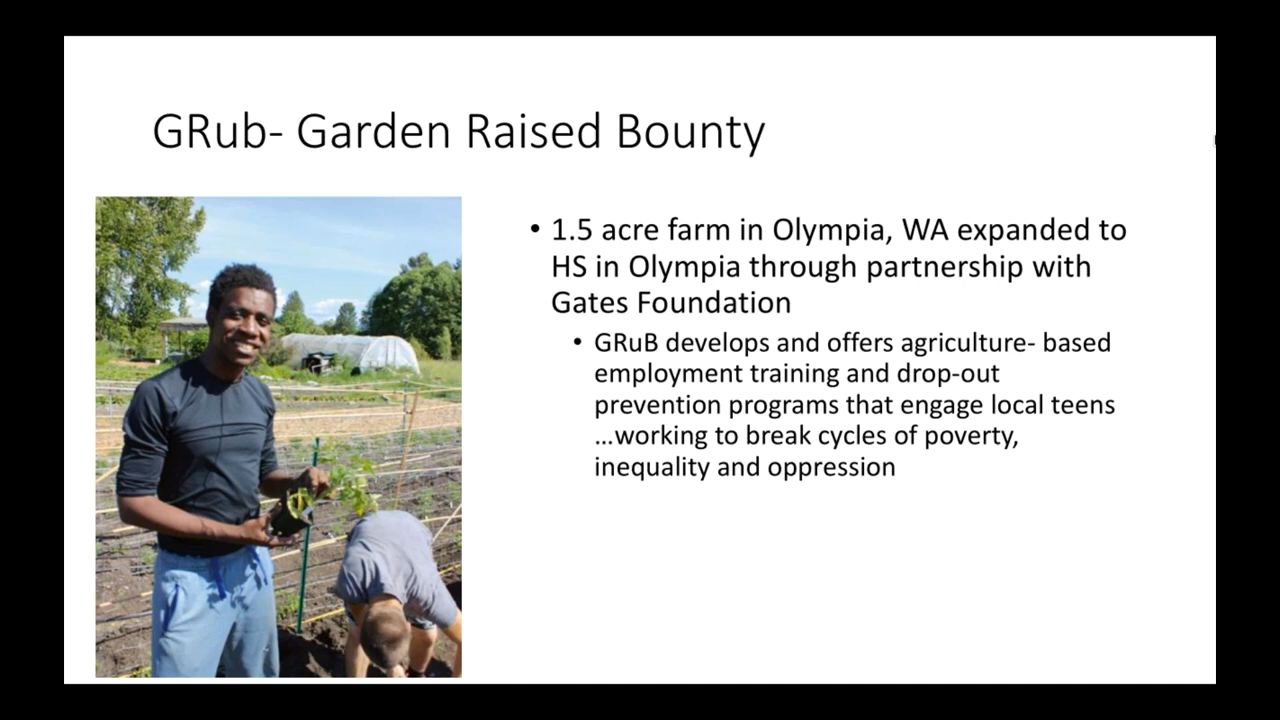 GRub- Garden Raised Bounty
• 1.5 acre farm in Olympia, WA expanded to
HS in Olympia through partnership with
Gates Foundation
• GRuB develops and offers agriculture- based
employment training and drop-out
prevention programs that engage local teens
...working to break cycles of poverty,
inequality and oppression